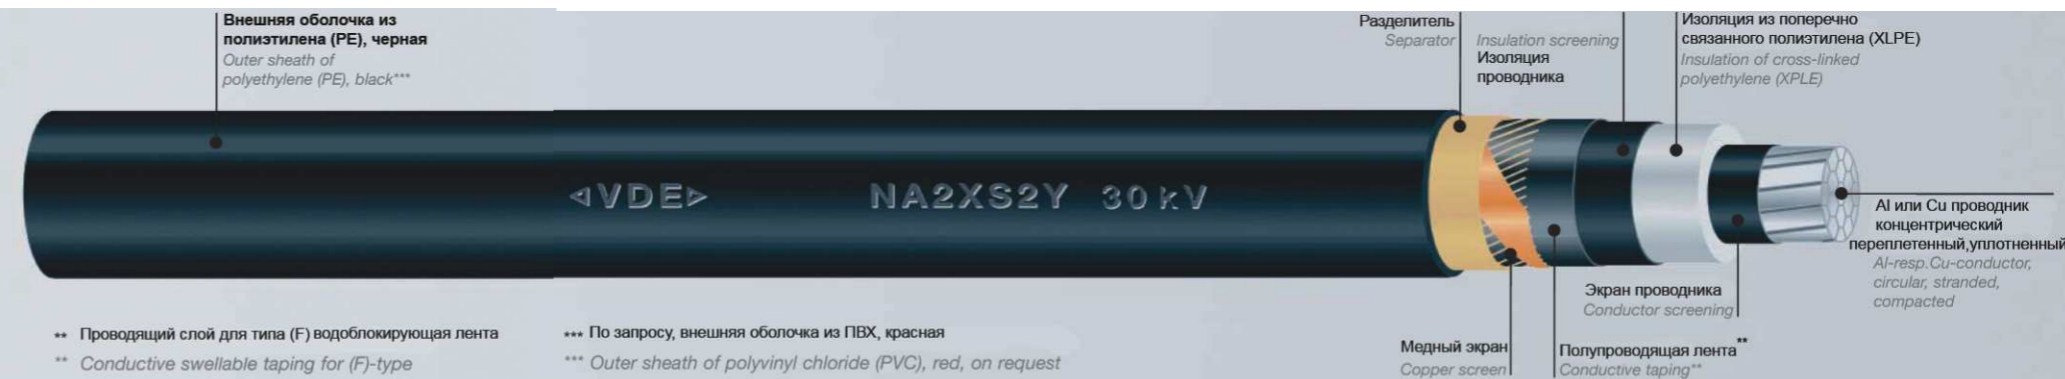 Внешняя оболочка из
полиэтилена (PE), черная
Outer sheath of
polyethylene (PE), black***
Разделитель
Separator
Insulation screening
Изоляция
проводника
Изоляция из поперечно
связанного полиэтилена (XLPE)
Insulation of cross-linked
polyethylene (XPLE)
◁VDE▷ NA2XS2Y 30 kV
Al или Cu проводник
концентрический
переплетенный,уплотненный
Al-resp.Cu-conductor,
circular, stranded,
compacted
Экран проводника
Conductor screening
Медный экран
Copper screen
Полупроводящая лента**
Conductive taping**
** Проводящий слой для типа (F) водоблокирующая лента
** Conductive swellable taping for (F)-type
*** По запросу, внешняя оболочка из ПВХ, красная
*** Outer sheath of polyvinyl chloride (PVC), red, on request